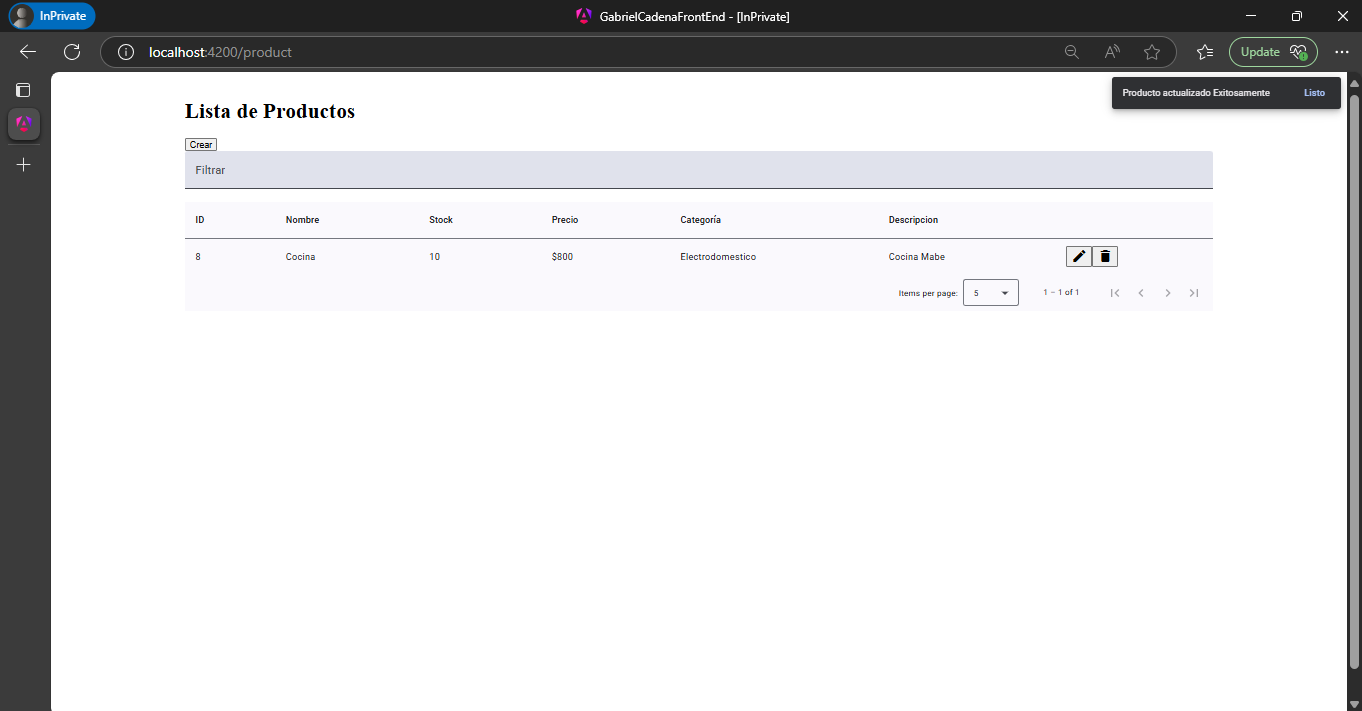 InPrivate
GabrielCadenaFrontEnd - [InPrivate]
localhost:4200/product
Update
Producto actualizado Exitosamente Listo
Lista de Productos
Crear
Filtrar
ID Nombre Stock Precio Categoría Descripcion
8 Cocina 10 $800 Electrodomestico Cocina Mabe
Items per page: 5 1 – 1 of 1